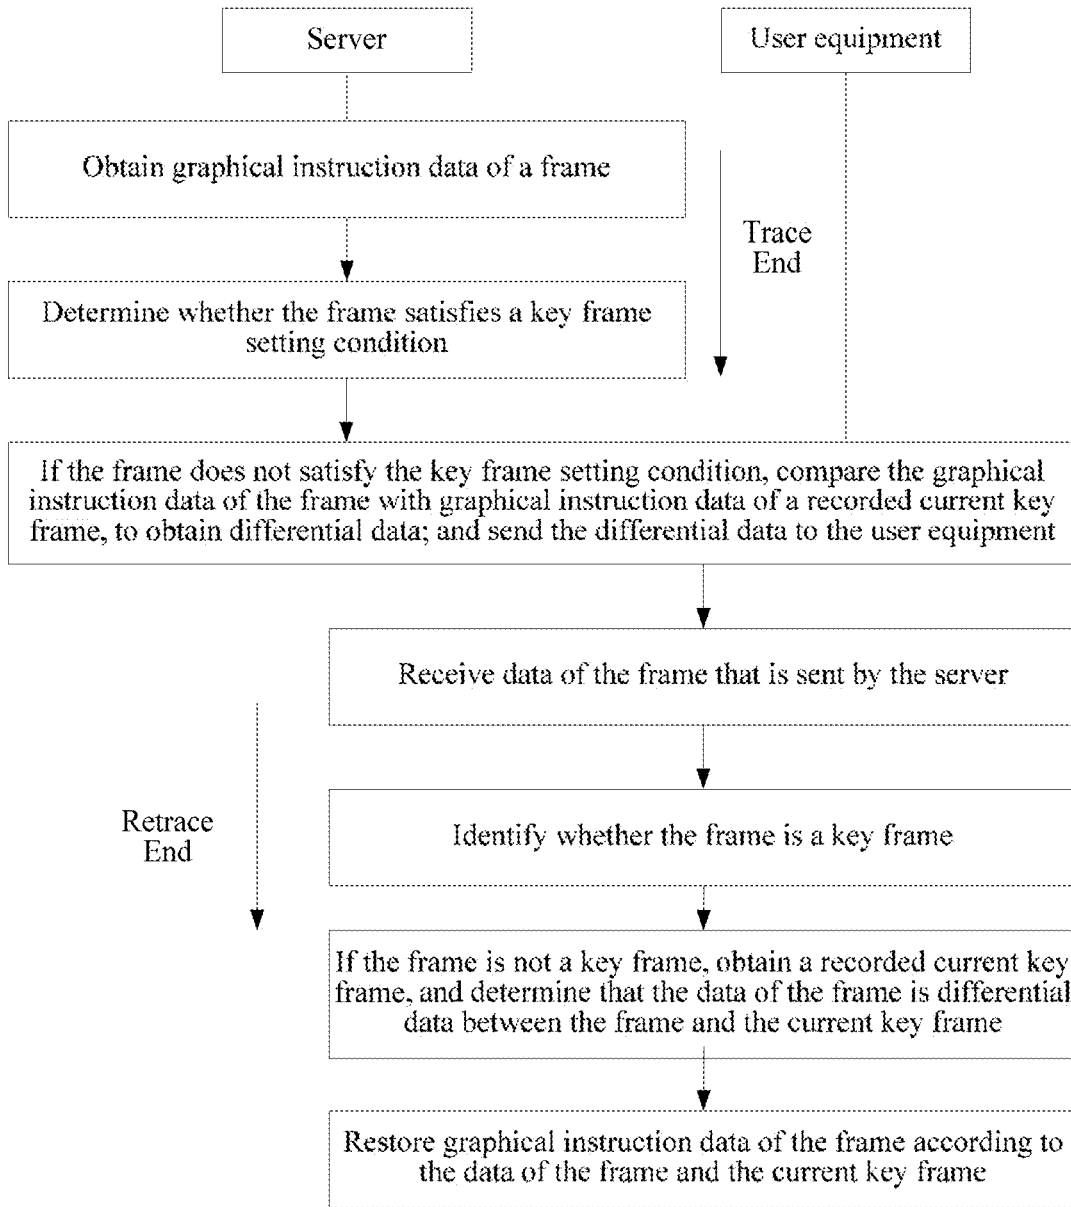 Server
User equipment
Obtain graphical instruction data of a frame
Trace
End
Determine whether the frame satisfies a key frame
setting condition
If the frame does not satisfy the key frame setting condition, compare the graphical
instruction data of the frame with graphical instruction data of a recorded current key
frame, to obtain differential data; and send the differential data to the user equipment
Receive data of the frame that is sent by the server
Retrace
End
Identify whether the frame is a key frame
If the frame is not a key frame, obtain a recorded current key
frame, and determine that the data of the frame is differential
data between the frame and the current key frame
Restore graphical instruction data of the frame according to
the data of the frame and the current key frame